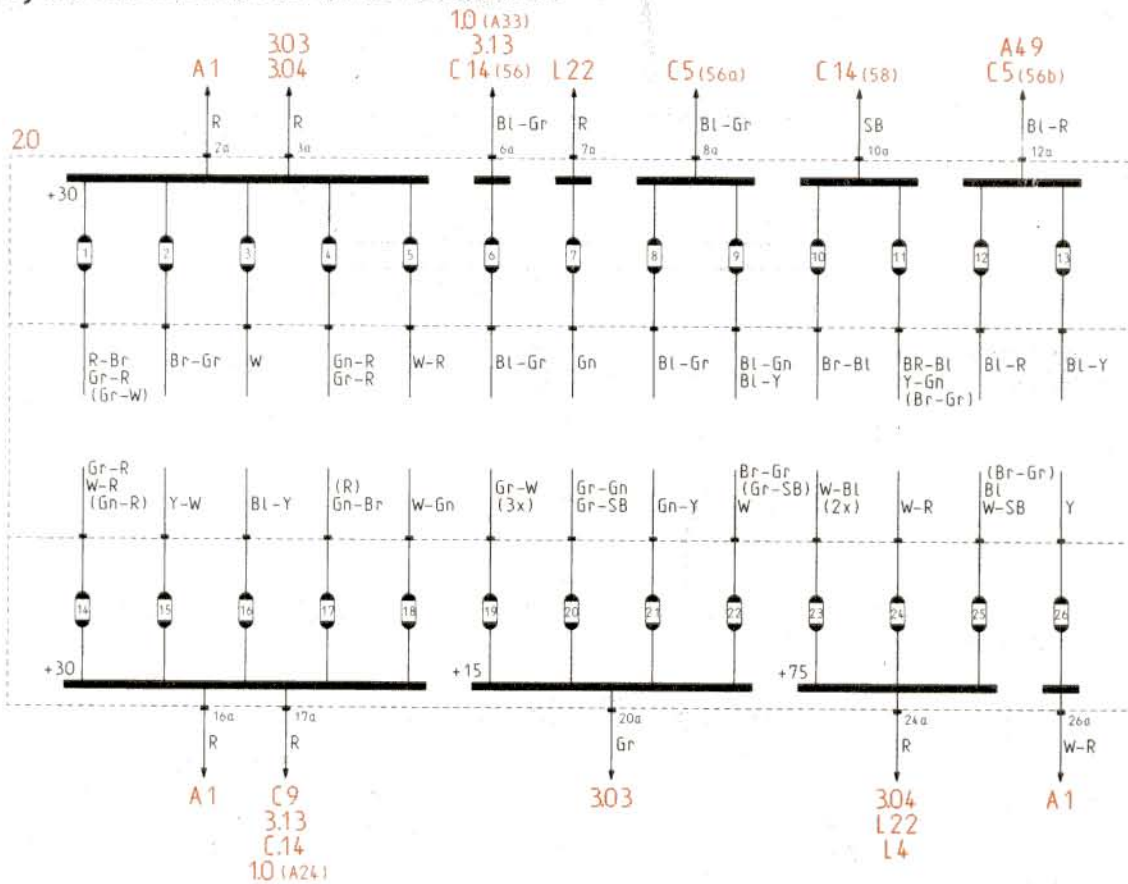 1.0 (A33)
3.03 3.13 A49
A1 3.04 C14 (56) L22 C5 (56a) C14 (58) C5 (56b)
R R Bl-Gr R Bl-Gr SB Bl-R
2.0 2a 3a 6a 7a 8a 10a 12a
+30
1 2 3 4 5 6 7 8 9 10 11 12 13
R-Br Br-Gr W Gn-R W-R Bl-Gr Gn Bl-Gr Bl-Gn Br-Bl BR-Bl Bl-R Bl-Y
Gr-R Gr-R Bl-Y Y-Gn
(Gr-W) (Br-Gr)
Gr-R Br-Gr (Br-Gr)
W-R (R) Gr-W Gr-Gn (Gr-SB) W-Bl Bl
(Gn-R) Y-W Bl-Y Gn-Br W-Gn (3x) Gr-SB Gn-Y W (2x) W-R W-SB Y
14 15 16 17 18 19 20 21 22 23 24 25 26
+30 +15 +75
16a 17a 20a 24a 26a
R R Gr R W-R
A1 C9 3.03 3.04 A1
3.13 L22
C.14 L4
1.0 (A24)